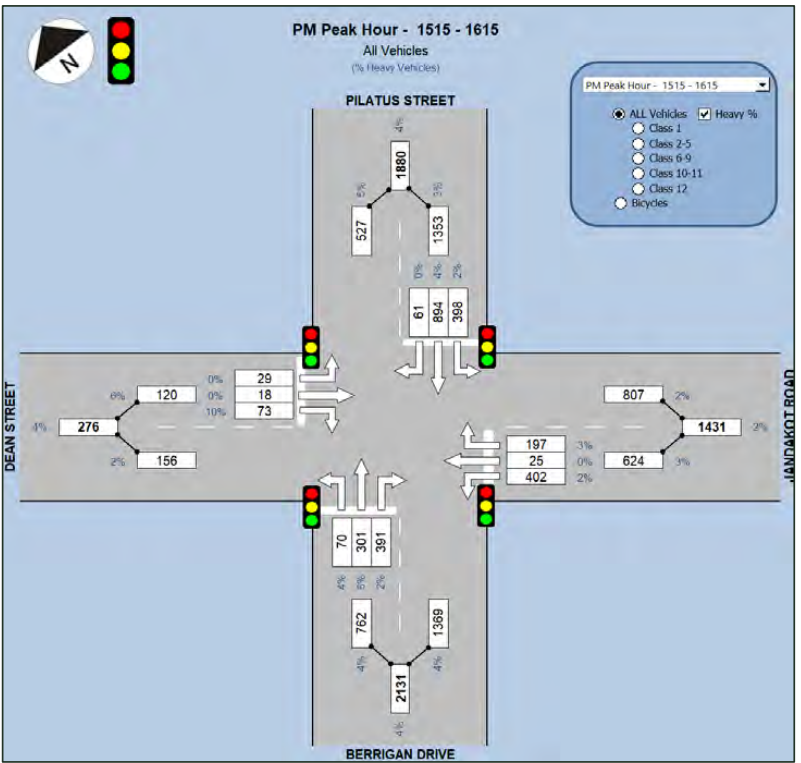 PM Peak Hour - 1515 - 1615
All Vehicles
(% Heavy Vehicles)
N
PM Peak Hour - 1515 - 1615
ALL Vehicles Heavy %
Class 1
Class 2-5
Class 6-9
Class 10-11
Class 12
Bicycles
PILATUS STREET
4%
1880
5%
527
1353
0% 4% 2%
61 894 398
DEAN STREET
4% 276
6% 120
2% 156
0% 29
0% 18
10% 73
197 3%
25 0%
402 2%
807 2%
624 3%
1431 2%
JANDAKOT ROAD
70 301 391
4% 2%
762 1369
4% 4%
2131
4%
BERRIGAN DRIVE